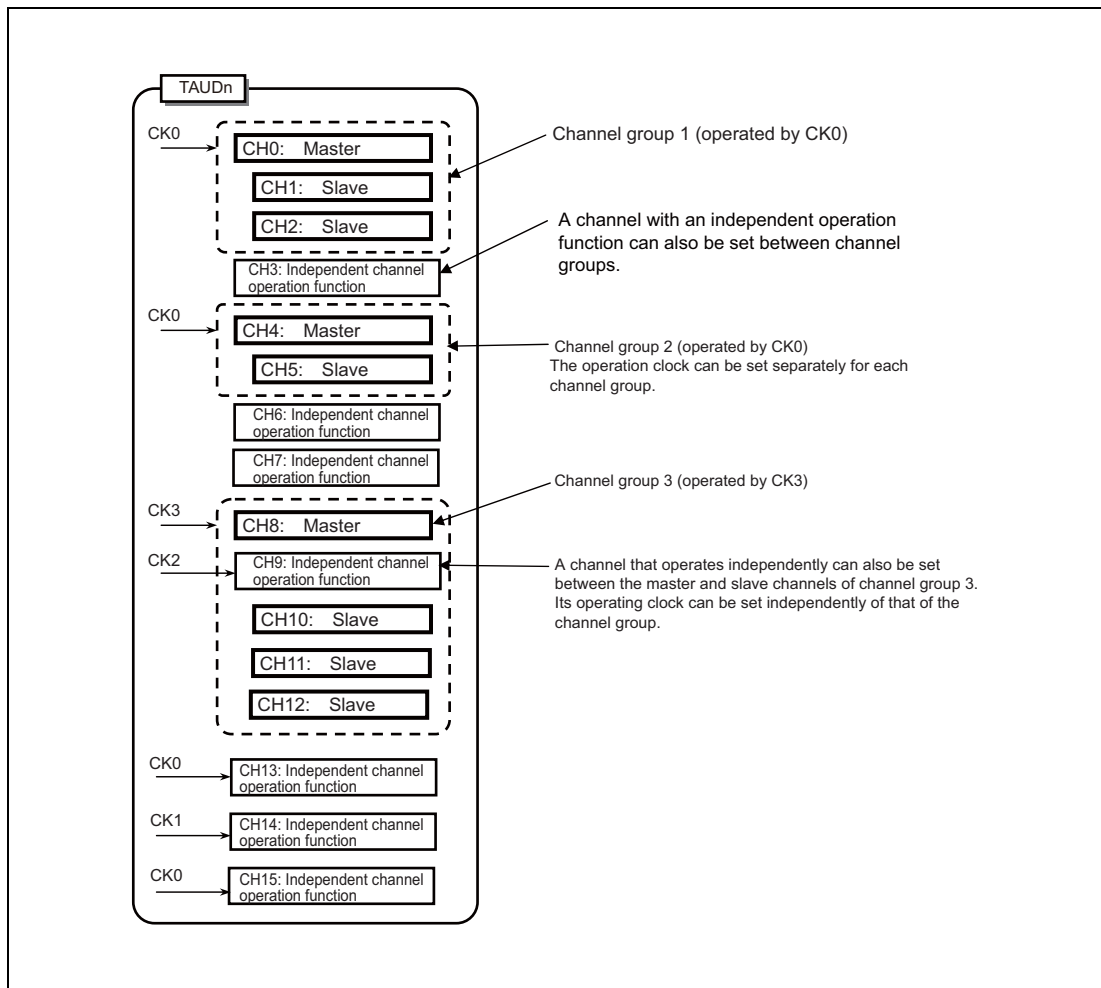 TAUDn
CK0
CH0: Master
CH1: Slave
CH2: Slave
Channel group 1 (operated by CK0)
CH3: Independent channel
operation function
A channel with an independent operation
function can also be set between channel
groups.
CK0
CH4: Master
CH5: Slave
Channel group 2 (operated by CK0)
The operation clock can be set separately for each
channel group.
CH6: Independent channel
operation function
CH7: Independent channel
operation function
Channel group 3 (operated by CK3)
CK3
CH8: Master
CK2
CH9: Independent channel
operation function
A channel that operates independently can also be set
between the master and slave channels of channel group 3.
Its operating clock can be set independently of that of the
channel group.
CH10: Slave
CH11: Slave
CH12: Slave
CK0
CH13: Independent channel
operation function
CK1
CH14: Independent channel
operation function
CK0
CH15: Independent channel
operation function